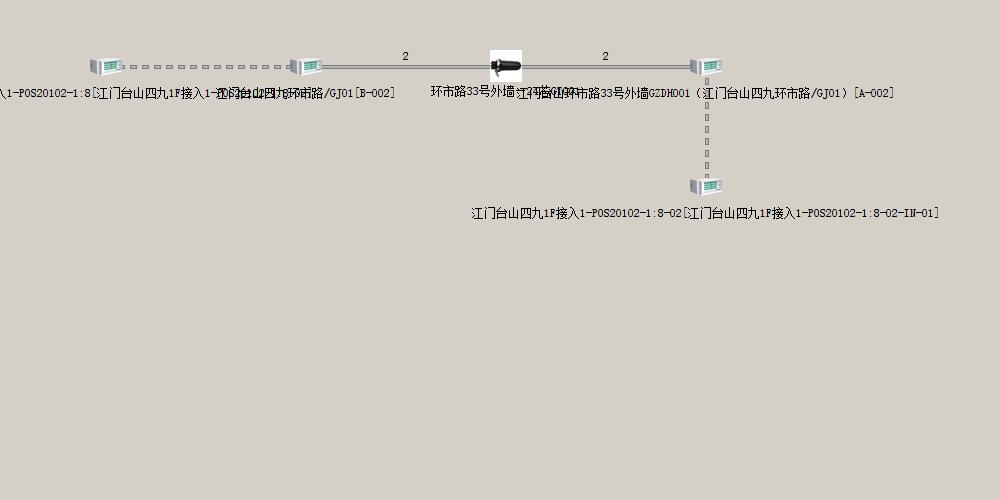 2
2
入1-POS20102-1:8[江门台山四九1F接入1-
江门台山四九环市路/GJ01[B-002]
环市路33号外墙
江门台山环市路33号外墙GZDH001（江门台山四九环市路/GJ01）[A-002]
江门台山四九1F接入1-POS20102-1:8-02[江门台山四九1F接入1-POS20102-1:8-02-IN-01]